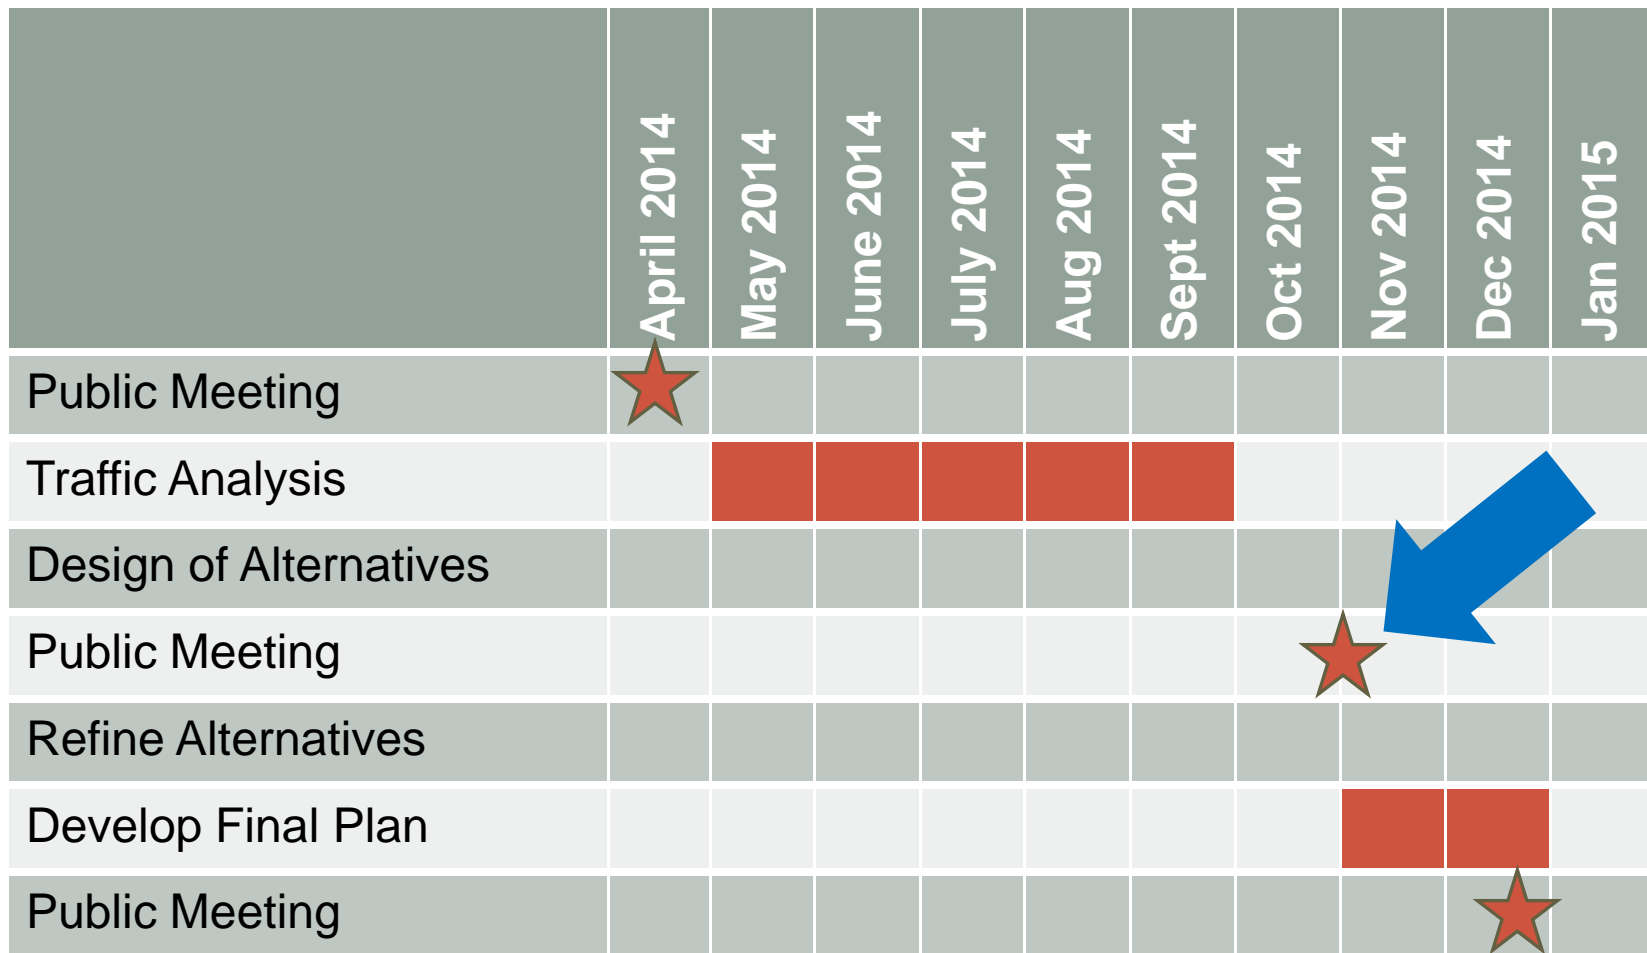 April 2014
May 2014
June 2014
July 2014
Aug 2014
Sept 2014
Oct 2014
Nov 2014
Dec 2014
Jan 2015
Public Meeting
Traffic Analysis
Design of Alternatives
Public Meeting
Refine Alternatives
Develop Final Plan
Public Meeting